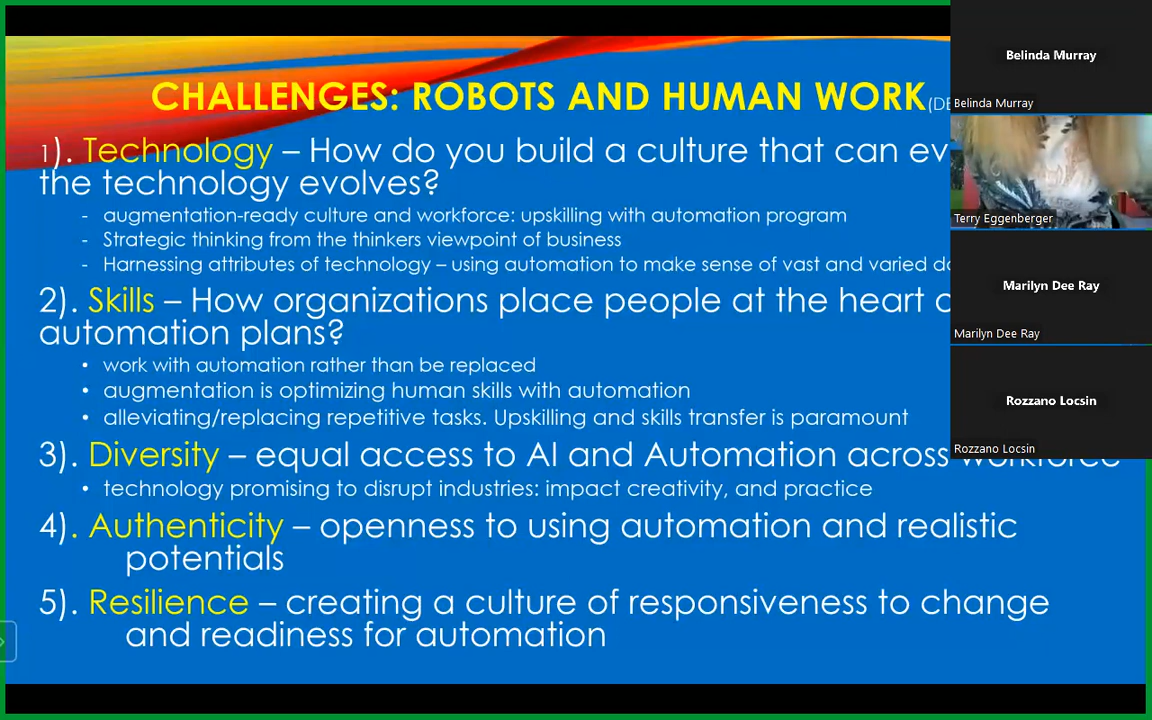 CHALLENGES: ROBOTS AND HUMAN WORK
1). Technology – How do you build a culture that can
the technology evolves?
- augmentation-ready culture and workforce: upskilling with automation program
- Strategic thinking from the thinkers viewpoint of business
- Harnessing attributes of technology – using automation to make sense of vast and varied
2). Skills – How organizations place people at the heart
automation plans?
• work with automation rather than be replaced
• augmentation is optimizing human skills with automation
• alleviating/replacing repetitive tasks. Upskilling and skills transfer is paramount
3). Diversity – equal access to AI and Automation across workforce
• technology promising to disrupt industries: impact creativity, and practice
4). Authenticity – openness to using automation and realistic
potentials
5). Resilience – creating a culture of responsiveness to change
and readiness for automation
Belinda Murray
Belinda Murray
Terry Eggenberger
Marilyn Dee Ray
Marilyn Dee Ray
Rozzano Locsin
Rozzano Locsin